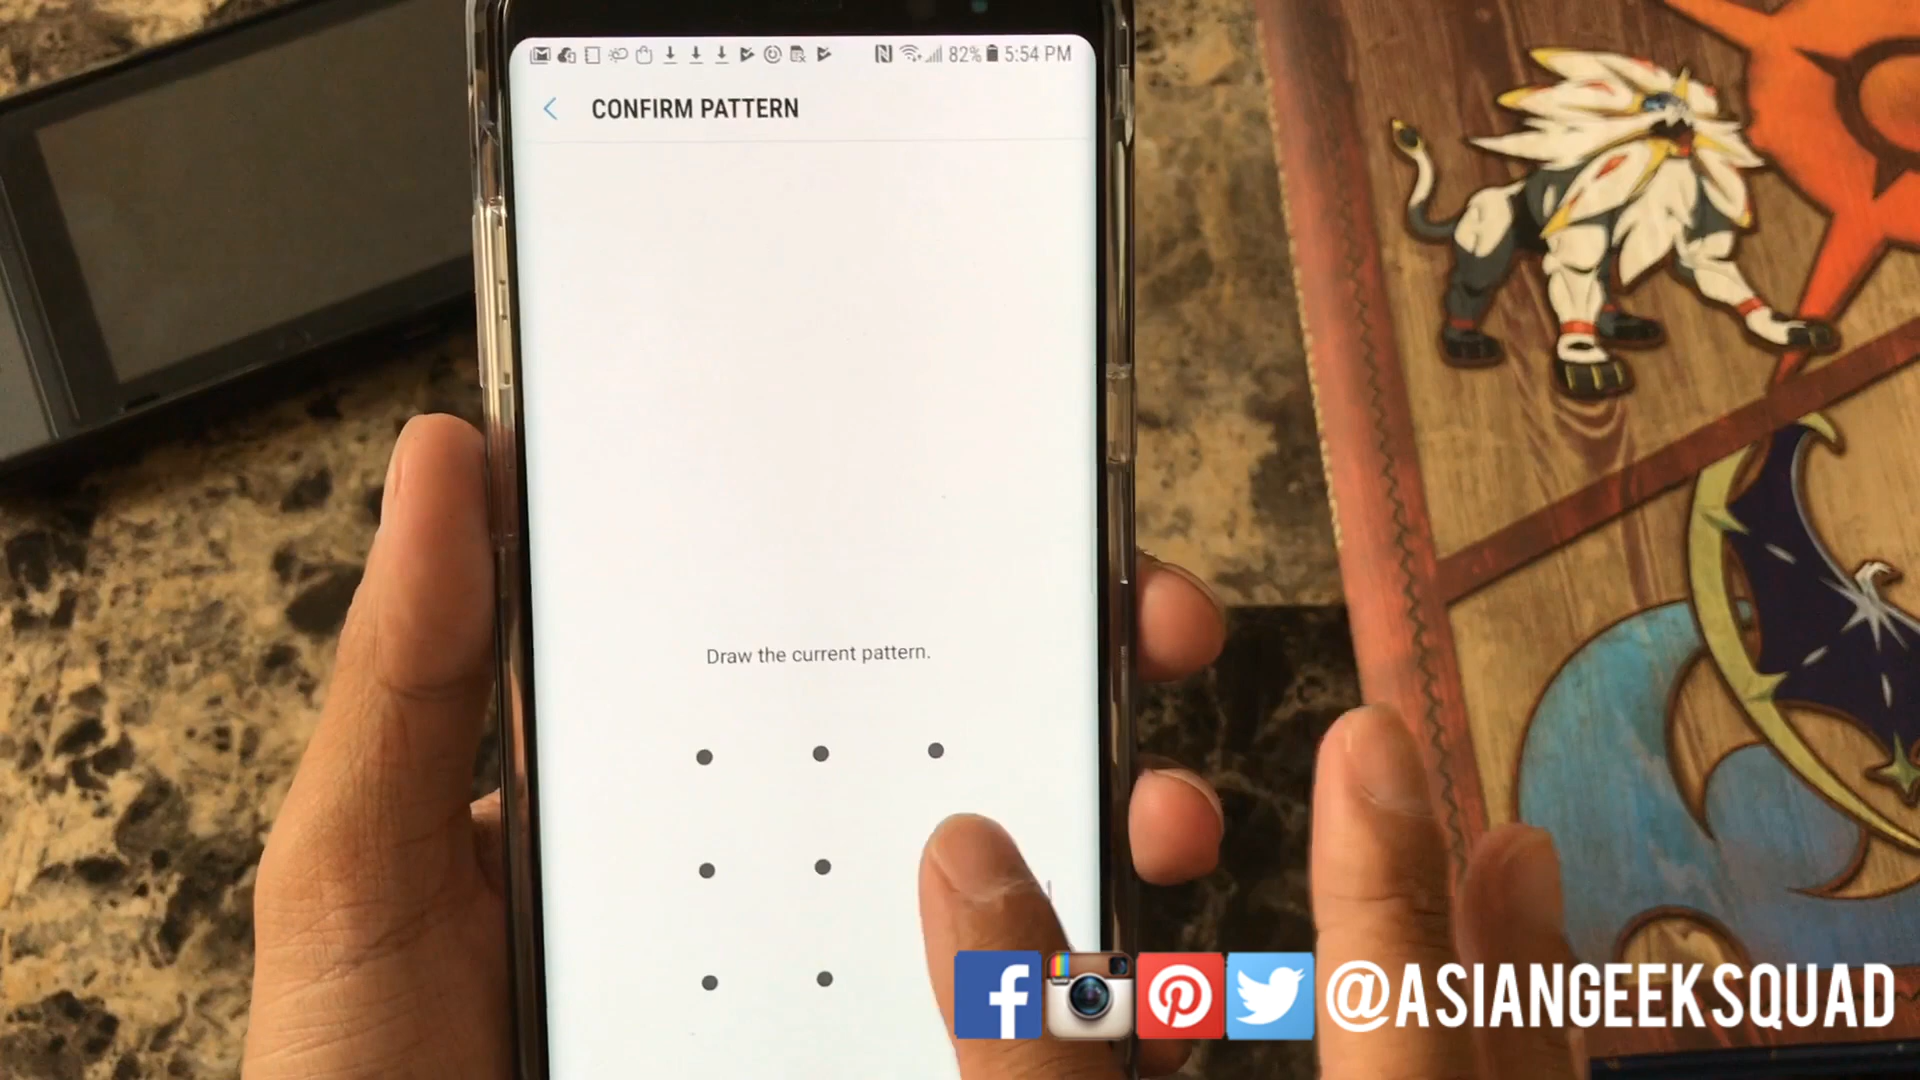 82% 5:54 PM
CONFIRM PATTERN
Draw the current pattern.
@ASIANGEEKSQUAD